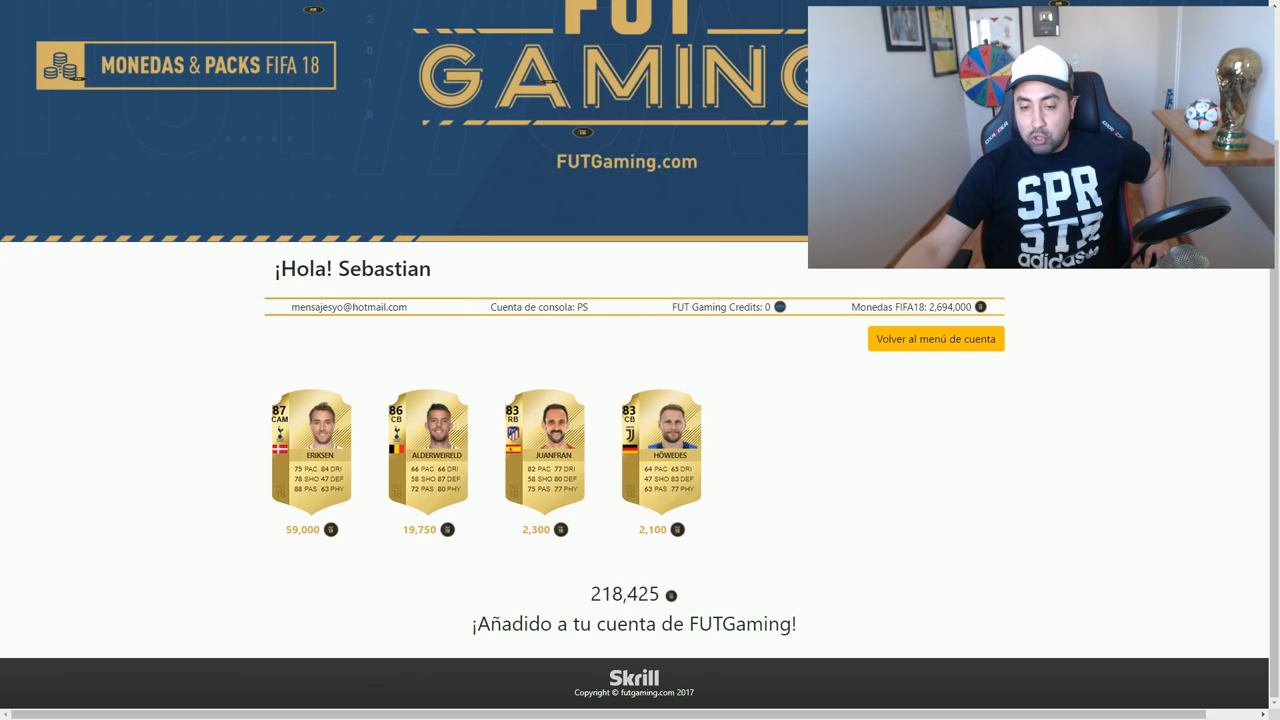 FUT
MONEDAS & PACKS FIFA 18
GAMING
FUTGaming.com
SPR
STR
adidas
¡Hola! Sebastian
mensajesyo@hotmail.com Cuenta de consola: PS FUT Gaming Credits: 0 Monedas FIFA18: 2,694,000
Volver al menú de cuenta
87
CAM
ERIKSEN
75 PAC 84 DRI
78 SHO 47 DEF
88 PAS 63 PHY
59,000
86
CB
ALDERWEIRELD
66 PAC 66 DRI
58 SHO 87 DEF
72 PAS 80 PHY
19,750
83
RB
JUANFRAN
82 PAC 77 DRI
58 SHO 80 DEF
75 PAS 77 PHY
2,300
83
CB
HÖWEDES
64 PAC 65 DRI
47 SHO 83 DEF
63 PAS 77 PHY
2,100
218,425
¡Añadido a tu cuenta de FUTGaming!
Skrill
Copyright © futgaming.com 2017